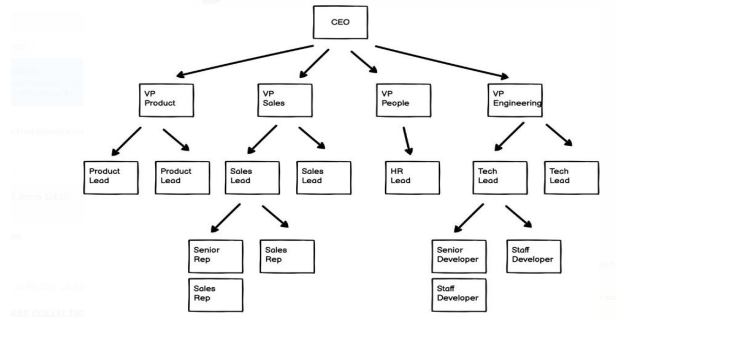 CEO
VP
Product
VP
Sales
VP
People
VP
Engineering
Product
Lead
Product
Lead
Sales
Lead
Sales
Lead
HR
Lead
Tech
Lead
Tech
Lead
Senior
Rep
Sales
Rep
Senior
Developer
Staff
Developer
Sales
Rep
Staff
Developer